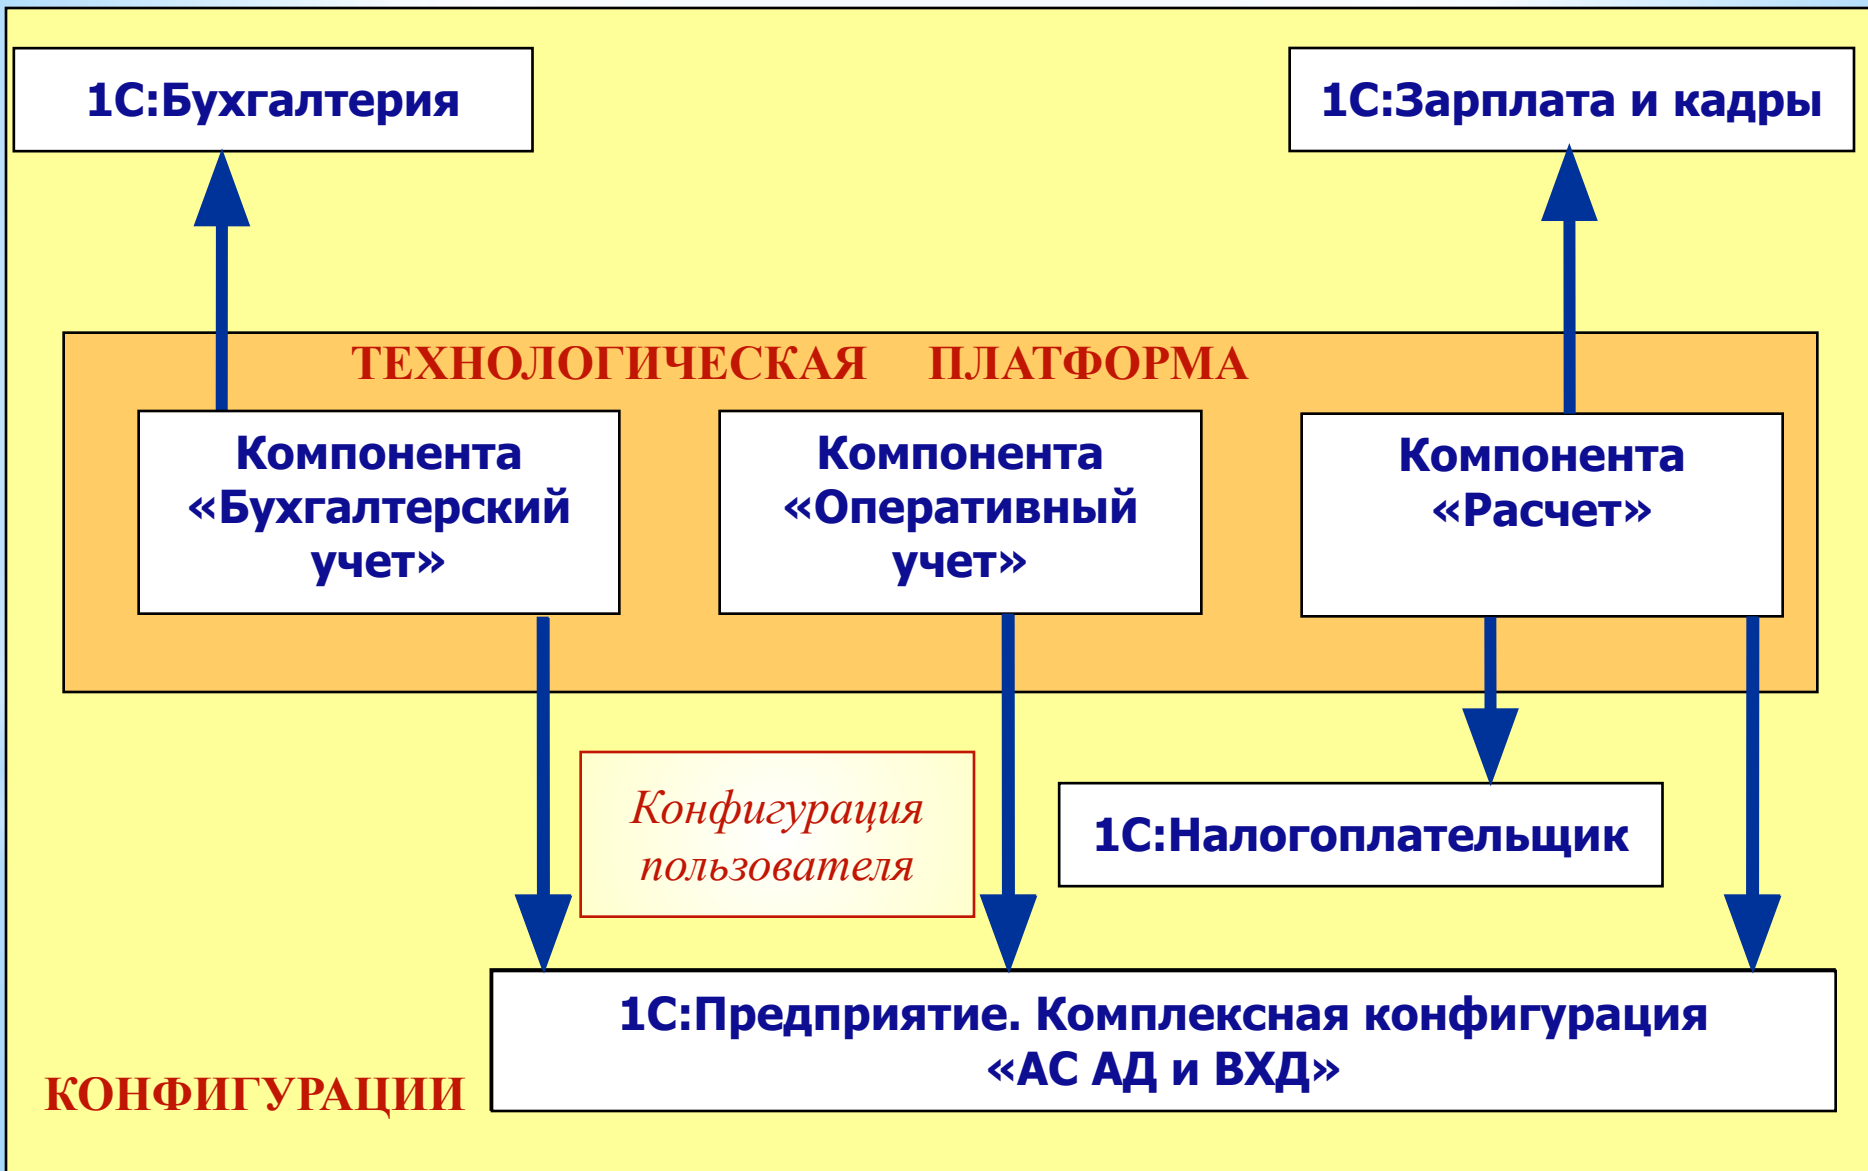 1С:Бухгалтерия
1С:Зарплата и кадры
ТЕХНОЛОГИЧЕСКАЯ ПЛАТФОРМА
Компонента
«Бухгалтерский
учет»
Компонента
«Оперативный
учет»
Компонента
«Расчет»
Конфигурация
пользователя
1С:Налогоплательщик
1С:Предприятие. Комплексная конфигурация
«АС АД и ВХД»
КОНФИГУРАЦИИ